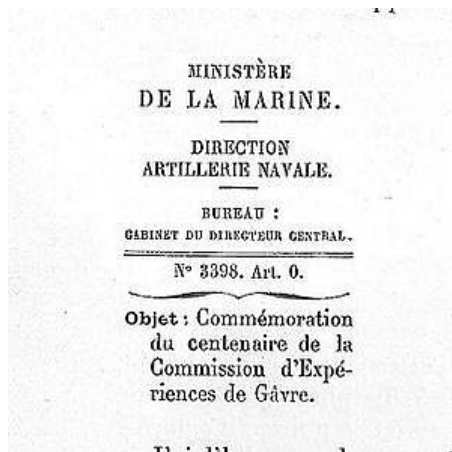 MINISTÈRE
DE LA MARINE.
DIRECTION
ARTILLERIE NAVALE.
BUREAU :
CABINET DU DIRECTEUR CENTRAL.
N° 3398. Art. 0.
Objet : Commémoration
du centenaire de la
Commission d'Expé-
riences de Gâvre.